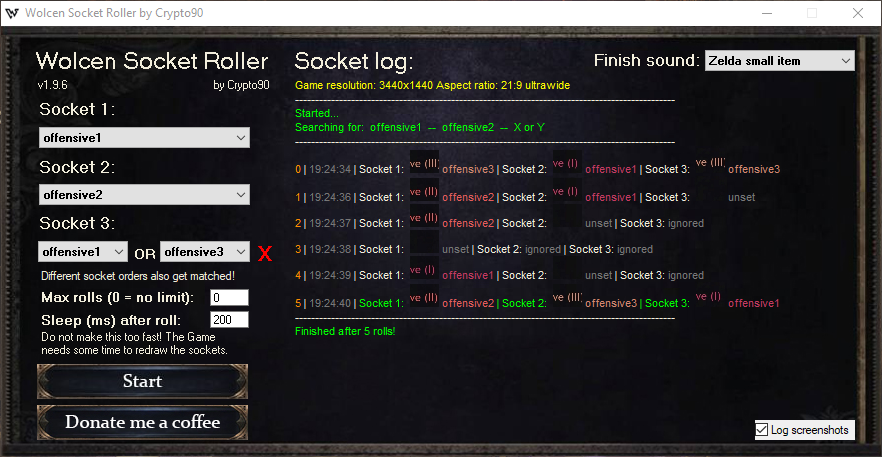 Wolcen Socket Roller by Crypto90
Wolcen Socket Roller
v1.9.6 by Crypto90
Socket 1:
offensive1
Socket 2:
offensive2
Socket 3:
offensive1 OR offensive3 X
Different socket orders also get matched!
Max rolls (0 = no limit): 0
Sleep (ms) after roll: 200
Do not make this too fast! The Game
needs some time to redraw the sockets.
Start
Donate me a coffee
Socket log:
Finish sound: Zelda small item
Game resolution: 3440x1440 Aspect ratio: 21:9 ultrawide
Started...
Searching for: offensive1 -- offensive2 -- X or Y
0 | 19:24:34 | Socket 1: ve (III) offensive3 | Socket 2: ve (I) offensive1 | Socket 3: ve (III) offensive3
1 | 19:24:36 | Socket 1: ve (II) offensive2 | Socket 2: ve (I) offensive1 | Socket 3: unset
2 | 19:24:37 | Socket 1: ve (II) offensive2 | Socket 2: unset | Socket 3: ignored
3 | 19:24:38 | Socket 1: unset | Socket 2: ignored | Socket 3: ignored
4 | 19:24:39 | Socket 1: ve (I) offensive1 | Socket 2: unset | Socket 3: ignored
5 | 19:24:40 | Socket 1: ve (II) offensive2 | Socket 2: ve (III) offensive3 | Socket 3: ve (I) offensive1
Finished after 5 rolls!
Log screenshots